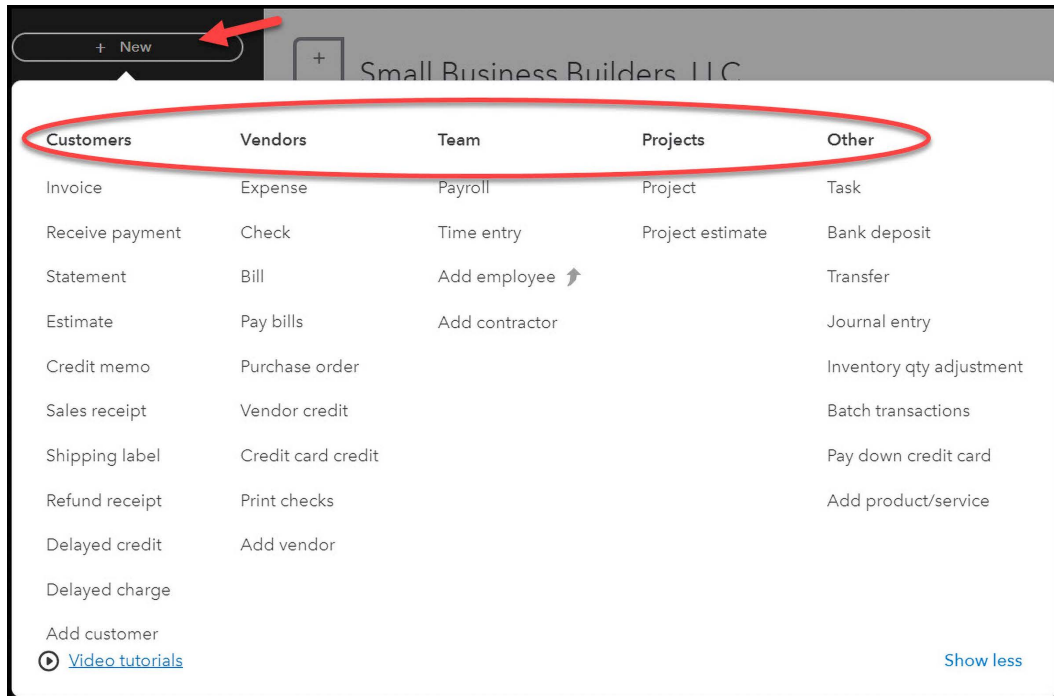 + New
+
Small Business Builders, LLC
Customers Vendors Team Projects Other
Invoice Expense Payroll Project Task
Receive payment Check Time entry Project estimate Bank deposit
Statement Bill Add employee Transfer
Estimate Pay bills Add contractor Journal entry
Credit memo Purchase order Inventory qty adjustment
Sales receipt Vendor credit Batch transactions
Shipping label Credit card credit Pay down credit card
Refund receipt Print checks Add product/service
Delayed credit Add vendor
Delayed charge
Add customer
Video tutorials Show less